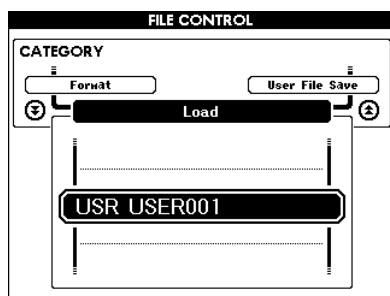 FILE CONTROL
CATEGORY
Format
User File Save
Load
USR USER001